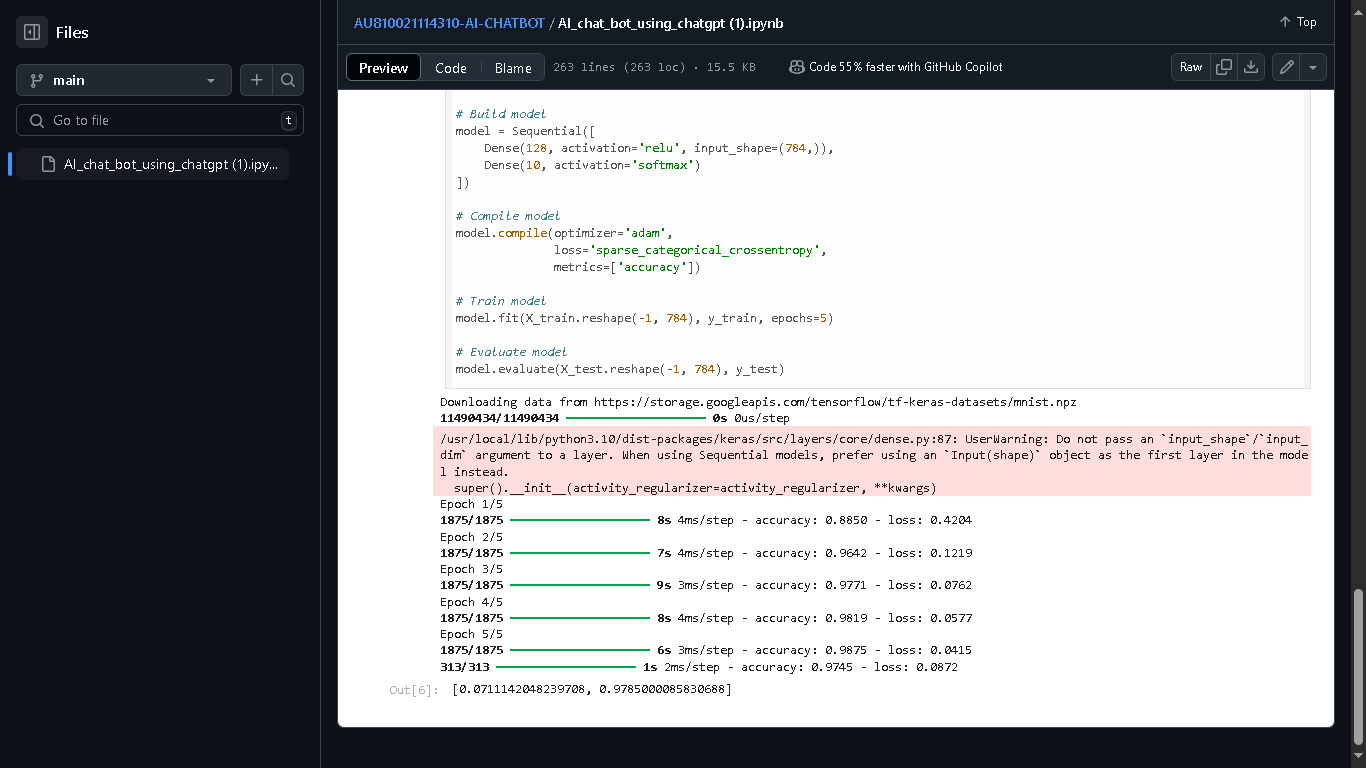 Files
main
Go to file
t
AI_chat_bot_using_chatgpt (1).ipy...
AU810021114310-AI-CHATBOT / AI_chat_bot_using_chatgpt (1).ipynb
Top
Preview
Code
Blame
263 lines (263 loc) · 15.5 KB
Code 55% faster with GitHub Copilot
Raw
# Build model
model = Sequential([
    Dense(128, activation='relu', input_shape=(784,)),
    Dense(10, activation='softmax')
])
# Compile model
model.compile(optimizer='adam',
              loss='sparse_categorical_crossentropy',
              metrics=['accuracy'])
# Train model
model.fit(X_train.reshape(-1, 784), y_train, epochs=5)
# Evaluate model
model.evaluate(X_test.reshape(-1, 784), y_test)
Downloading data from https://storage.googleapis.com/tensorflow/tf-keras-datasets/mnist.npz
11490434/11490434 0s 0us/step
/usr/local/lib/python3.10/dist-packages/keras/src/layers/core/dense.py:87: UserWarning: Do not pass an `input_shape`/`input_
dim` argument to a layer. When using Sequential models, prefer using an `Input(shape)` object as the first layer in the mode
l instead.
  super().__init__(activity_regularizer=activity_regularizer, **kwargs)
Epoch 1/5
1875/1875 8s 4ms/step - accuracy: 0.8850 - loss: 0.4204
Epoch 2/5
1875/1875 7s 4ms/step - accuracy: 0.9642 - loss: 0.1219
Epoch 3/5
1875/1875 9s 3ms/step - accuracy: 0.9771 - loss: 0.0762
Epoch 4/5
1875/1875 8s 4ms/step - accuracy: 0.9819 - loss: 0.0577
Epoch 5/5
1875/1875 6s 3ms/step - accuracy: 0.9875 - loss: 0.0415
313/313 1s 2ms/step - accuracy: 0.9745 - loss: 0.0872
Out[6]: [0.0711142048239708, 0.9785000085830688]